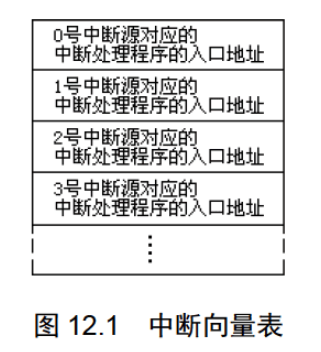 0号中断源对应的
中断处理程序的入口地址
1号中断源对应的
中断处理程序的入口地址
2号中断源对应的
中断处理程序的入口地址
3号中断源对应的
中断处理程序的入口地址
⋮
图 12.1 中断向量表